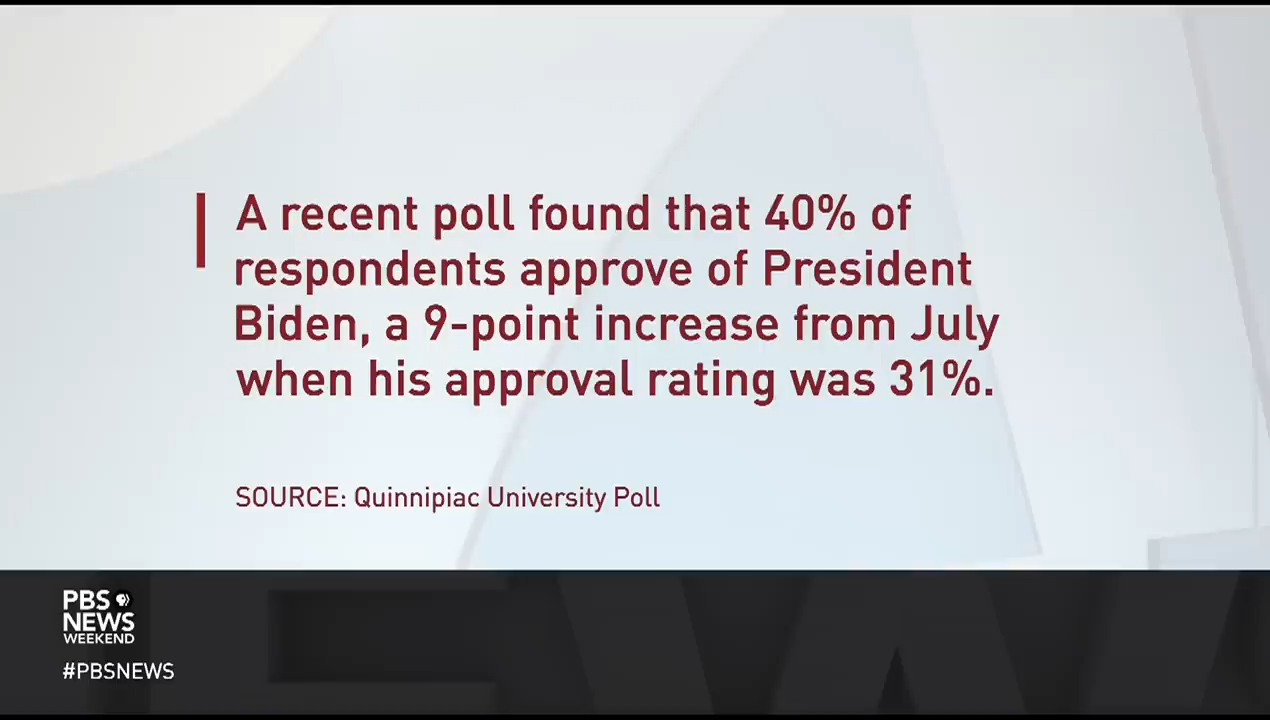 A recent poll found that 40% of
respondents approve of President
Biden, a 9-point increase from July
when his approval rating was 31%.
SOURCE: Quinnipiac University Poll
PBS
NEWS
WEEKEND
#PBSNEWS